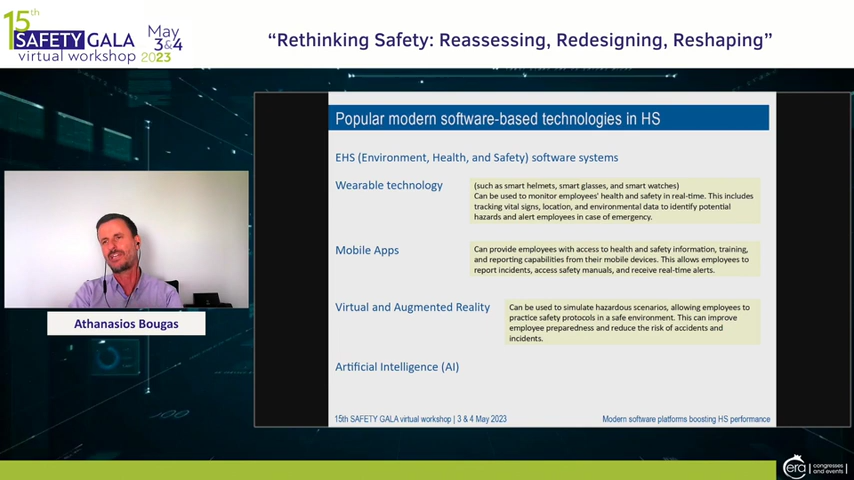 15th
SAFETY GALA
virtual workshop
May
3&4
2023
“Rethinking Safety: Reassessing, Redesigning, Reshaping”
Popular modern software-based technologies in HS
EHS (Environment, Health, and Safety) software systems
Wearable technology
(such as smart helmets, smart glasses, and smart watches)
Can be used to monitor employees' health and safety in real-time. This includes
tracking vital signs, location, and environmental data to identify potential
hazards and alert employees in case of emergency.
Mobile Apps
Can provide employees with access to health and safety information, training,
and reporting capabilities from their mobile devices. This allows employees to
report incidents, access safety manuals, and receive real-time alerts.
Virtual and Augmented Reality
Can be used to simulate hazardous scenarios, allowing employees to
practice safety protocols in a safe environment. This can improve
employee preparedness and reduce the risk of accidents and
incidents.
Artificial Intelligence (AI)
15th SAFETY GALA virtual workshop | 3 & 4 May 2023
Modern software platforms boosting HS performance
Athanasios Bougas
era
congresses
and events